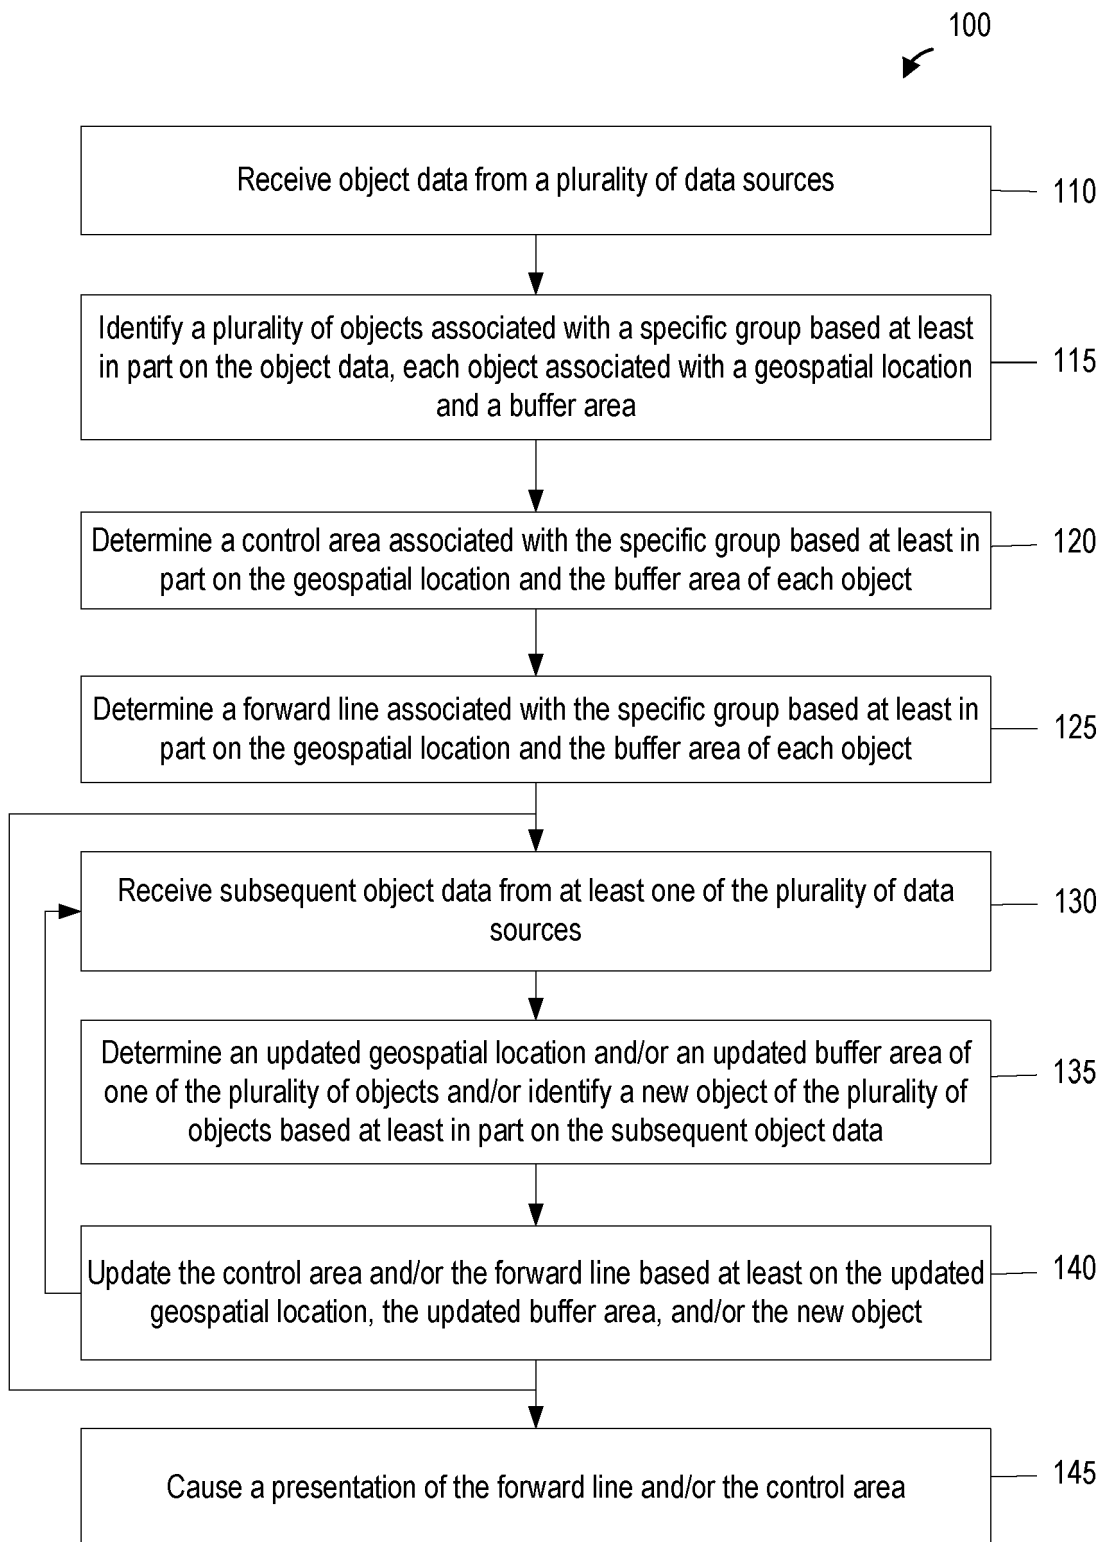 100
Receive object data from a plurality of data sources
110
Identify a plurality of objects associated with a specific group based at least
in part on the object data, each object associated with a geospatial location
and a buffer area
115
Determine a control area associated with the specific group based at least in
part on the geospatial location and the buffer area of each object
120
Determine a forward line associated with the specific group based at least in
part on the geospatial location and the buffer area of each object
125
Receive subsequent object data from at least one of the plurality of data
sources
130
Determine an updated geospatial location and/or an updated buffer area of
one of the plurality of objects and/or identify a new object of the plurality of
objects based at least in part on the subsequent object data
135
Update the control area and/or the forward line based at least on the updated
geospatial location, the updated buffer area, and/or the new object
140
Cause a presentation of the forward line and/or the control area
145